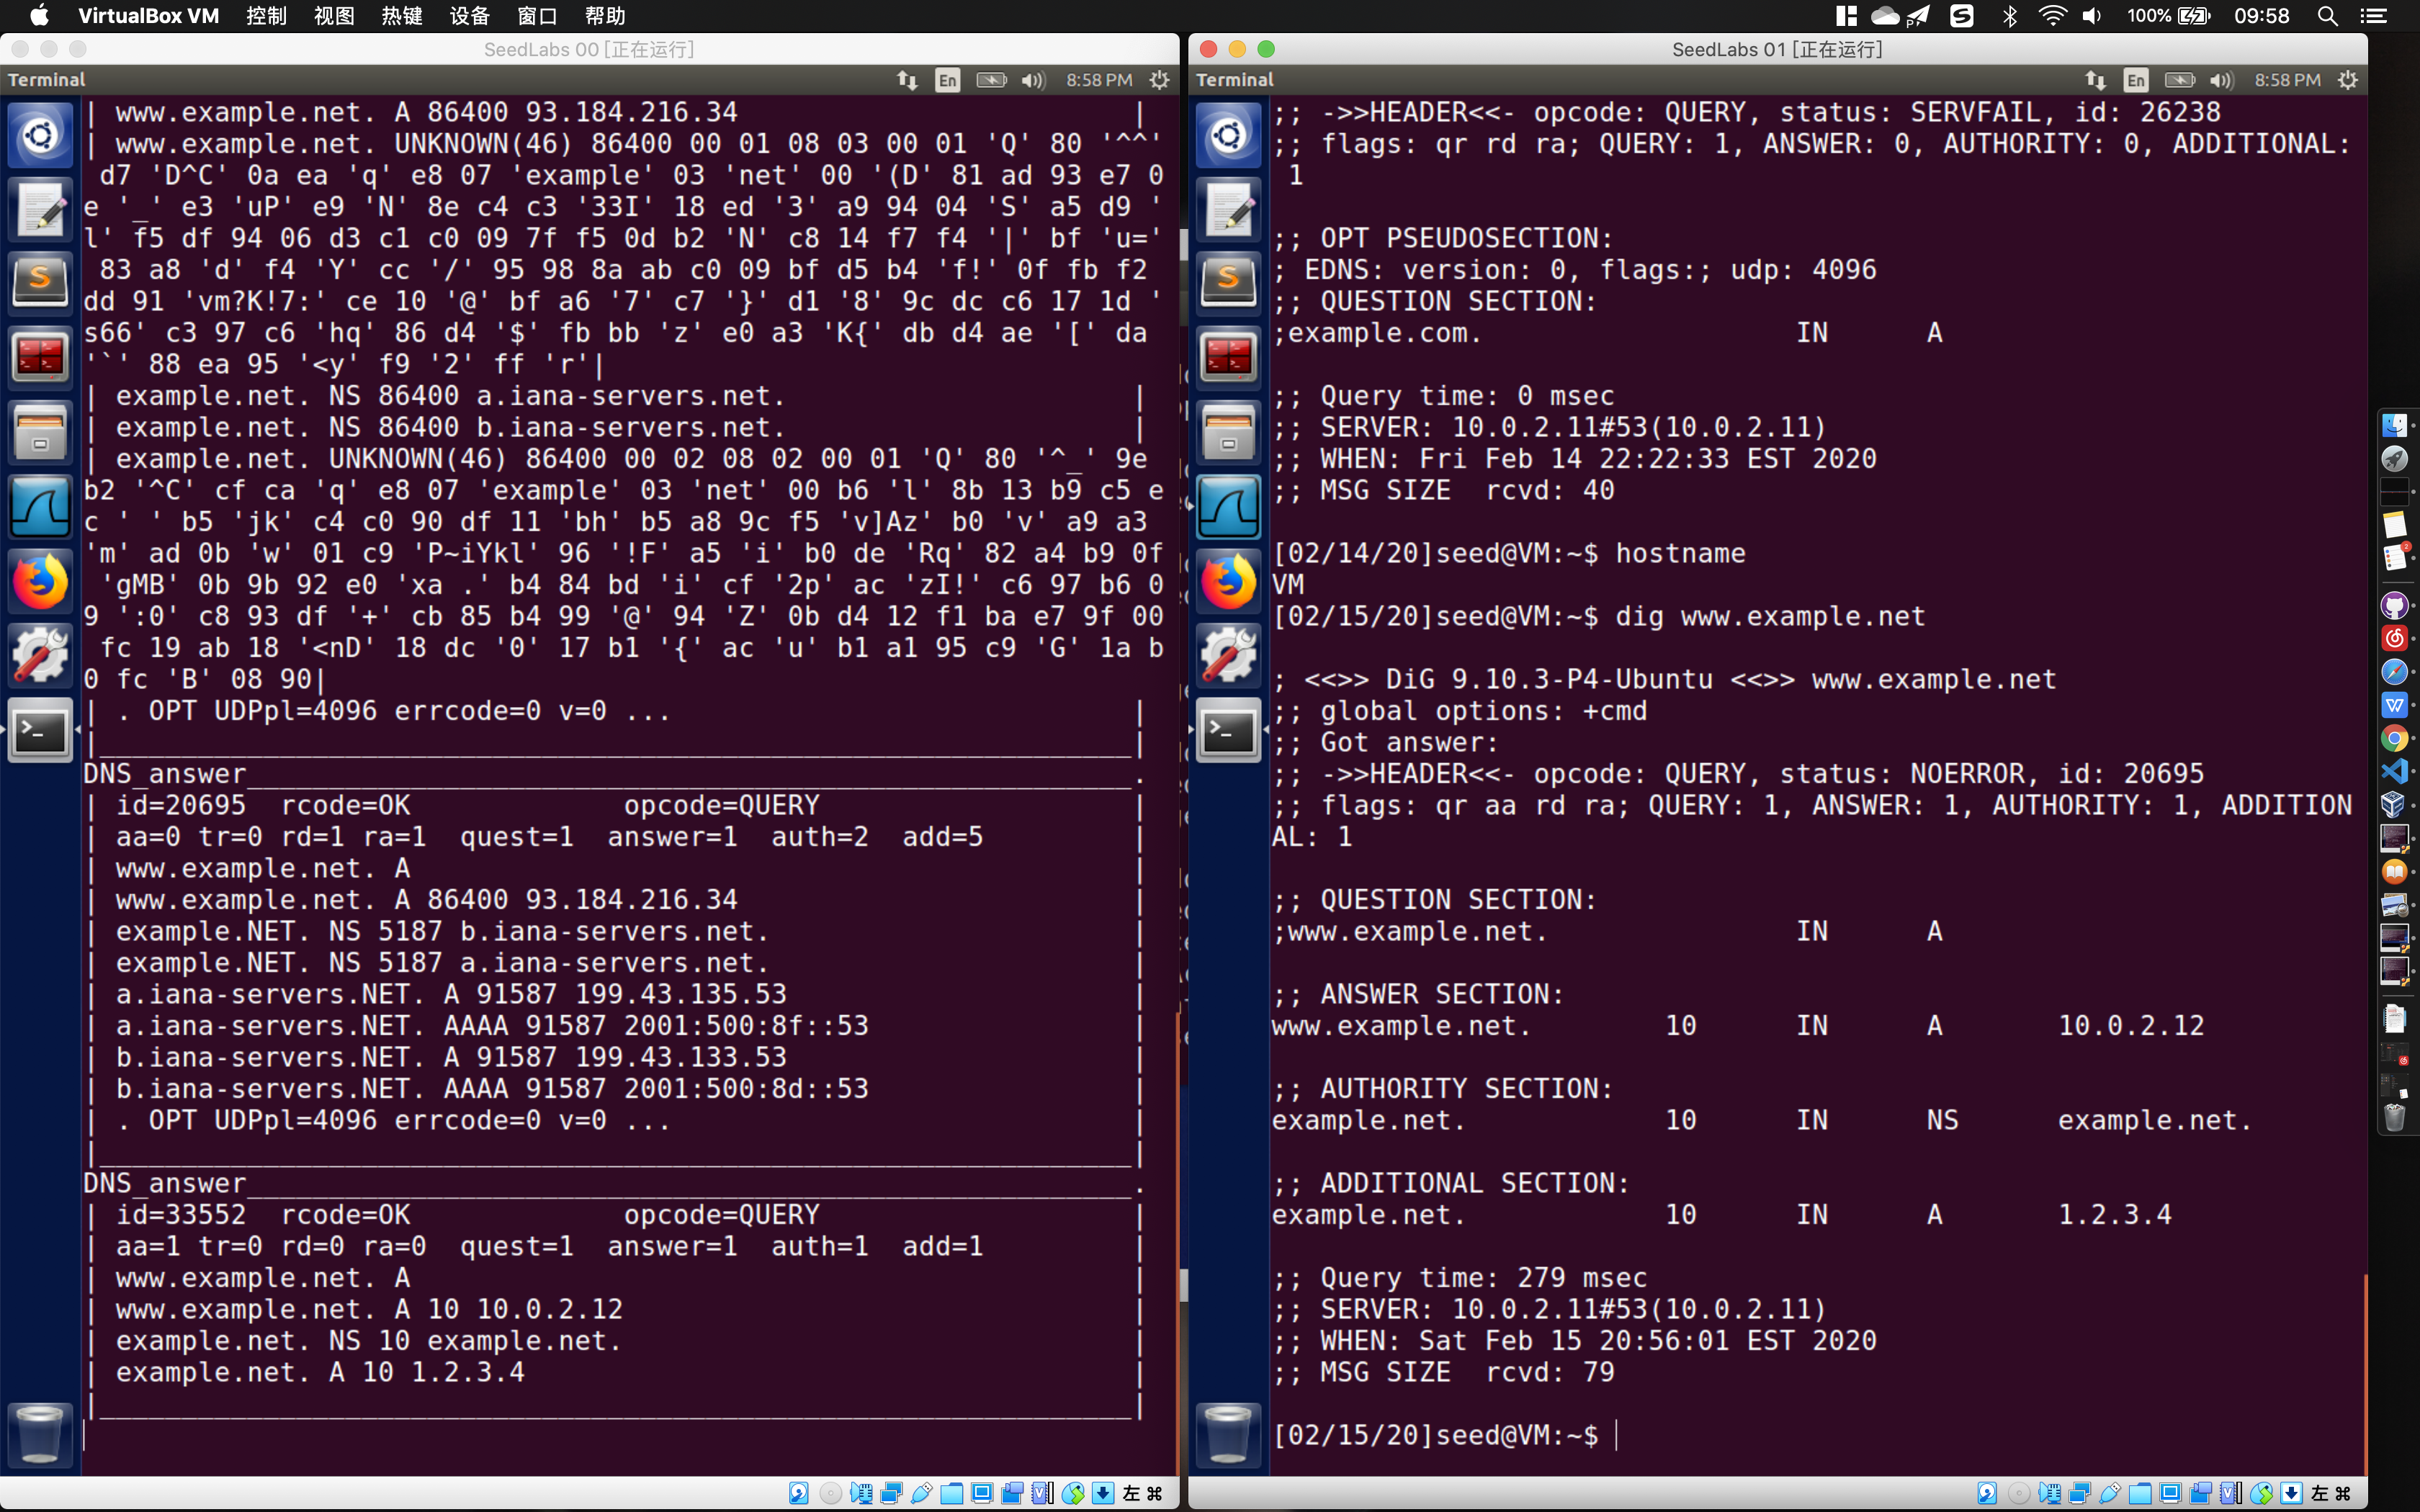 VirtualBox VM 控制 视图 热键 设备 窗口 帮助 100% 09:58
SeedLabs 00 [正在运行]
Terminal En 8:58 PM
| www.example.net. A 86400 93.184.216.34 |
| www.example.net. UNKNOWN(46) 86400 00 01 08 03 00 01 'Q' 80 '^^'
 d7 'D^C' 0a ea 'q' e8 07 'example' 03 'net' 00 '(D' 81 ad 93 e7 0
e '_' e3 'uP' e9 'N' 8e c4 c3 '33I' 18 ed '3' a9 94 04 'S' a5 d9 '
l' f5 df 94 06 d3 c1 c0 09 7f f5 0d b2 'N' c8 14 f7 f4 '|' bf 'u='
 83 a8 'd' f4 'Y' cc '/' 95 98 8a ab c0 09 bf d5 b4 'f!' 0f fb f2
dd 91 'vm?K!7:' ce 10 '@' bf a6 '7' c7 '}' d1 '8' 9c dc c6 17 1d '
s66' c3 97 c6 'hq' 86 d4 '$' fb bb 'z' e0 a3 'K{' db d4 ae '[' da
'`' 88 ea 95 '<y' f9 '2' ff 'r'|
| example.net. NS 86400 a.iana-servers.net. |
| example.net. NS 86400 b.iana-servers.net. |
| example.net. UNKNOWN(46) 86400 00 02 08 02 00 01 'Q' 80 '^_' 9e
b2 '^C' cf ca 'q' e8 07 'example' 03 'net' 00 b6 'l' 8b 13 b9 c5 e
c ' ' b5 'jk' c4 c0 90 df 11 'bh' b5 a8 9c f5 'v]Az' b0 'v' a9 a3
'm' ad 0b 'w' 01 c9 'P~iYkl' 96 '!F' a5 'i' b0 de 'Rq' 82 a4 b9 0f
 'gMB' 0b 9b 92 e0 'xa .' b4 84 bd 'i' cf '2p' ac 'zI!' c6 97 b6 0
9 ':0' c8 93 df '+' cb 85 b4 99 '@' 94 'Z' 0b d4 12 f1 ba e7 9f 00
 fc 19 ab 18 '<nD' 18 dc '0' 17 b1 '{' ac 'u' b1 a1 95 c9 'G' 1a b
0 fc 'B' 08 90|
| . OPT UDPpl=4096 errcode=0 v=0 ... |
|________________________________________________________________|
DNS_answer______________________________________________________.
| id=20695 rcode=OK opcode=QUERY |
| aa=0 tr=0 rd=1 ra=1 quest=1 answer=1 auth=2 add=5 |
| www.example.net. A |
| www.example.net. A 86400 93.184.216.34 |
| example.NET. NS 5187 b.iana-servers.net. |
| example.NET. NS 5187 a.iana-servers.net. |
| a.iana-servers.NET. A 91587 199.43.135.53 |
| a.iana-servers.NET. AAAA 91587 2001:500:8f::53 |
| b.iana-servers.NET. A 91587 199.43.133.53 |
| b.iana-servers.NET. AAAA 91587 2001:500:8d::53 |
| . OPT UDPpl=4096 errcode=0 v=0 ... |
|________________________________________________________________|
DNS_answer______________________________________________________.
| id=33552 rcode=OK opcode=QUERY |
| aa=1 tr=0 rd=0 ra=0 quest=1 answer=1 auth=1 add=1 |
| www.example.net. A |
| www.example.net. A 10 10.0.2.12 |
| example.net. NS 10 example.net. |
| example.net. A 10 1.2.3.4 |
|________________________________________________________________|
左 ⌘
SeedLabs 01 [正在运行]
Terminal En 8:58 PM
;; ->>HEADER<<- opcode: QUERY, status: SERVFAIL, id: 26238
;; flags: qr rd ra; QUERY: 1, ANSWER: 0, AUTHORITY: 0, ADDITIONAL:
 1
;; OPT PSEUDOSECTION:
; EDNS: version: 0, flags:; udp: 4096
;; QUESTION SECTION:
;example.com. IN A
;; Query time: 0 msec
;; SERVER: 10.0.2.11#53(10.0.2.11)
;; WHEN: Fri Feb 14 22:22:33 EST 2020
;; MSG SIZE rcvd: 40
[02/14/20]seed@VM:~$ hostname
VM
[02/15/20]seed@VM:~$ dig www.example.net
; <<>> DiG 9.10.3-P4-Ubuntu <<>> www.example.net
;; global options: +cmd
;; Got answer:
;; ->>HEADER<<- opcode: QUERY, status: NOERROR, id: 20695
;; flags: qr aa rd ra; QUERY: 1, ANSWER: 1, AUTHORITY: 1, ADDITION
AL: 1
;; QUESTION SECTION:
;www.example.net. IN A
;; ANSWER SECTION:
www.example.net. 10 IN A 10.0.2.12
;; AUTHORITY SECTION:
example.net. 10 IN NS example.net.
;; ADDITIONAL SECTION:
example.net. 10 IN A 1.2.3.4
;; Query time: 279 msec
;; SERVER: 10.0.2.11#53(10.0.2.11)
;; WHEN: Sat Feb 15 20:56:01 EST 2020
;; MSG SIZE rcvd: 79
[02/15/20]seed@VM:~$
左 ⌘